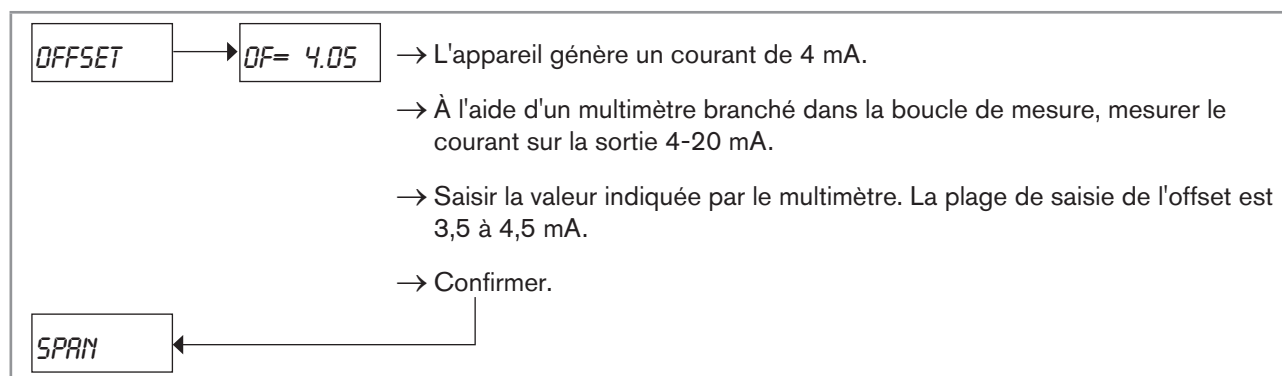 OFFSET
OF= 4.05
→ L'appareil génère un courant de 4 mA.
→ À l'aide d'un multimètre branché dans la boucle de mesure, mesurer le
courant sur la sortie 4-20 mA.
→ Saisir la valeur indiquée par le multimètre. La plage de saisie de l'offset est
3,5 à 4,5 mA.
→ Confirmer.
SPAN